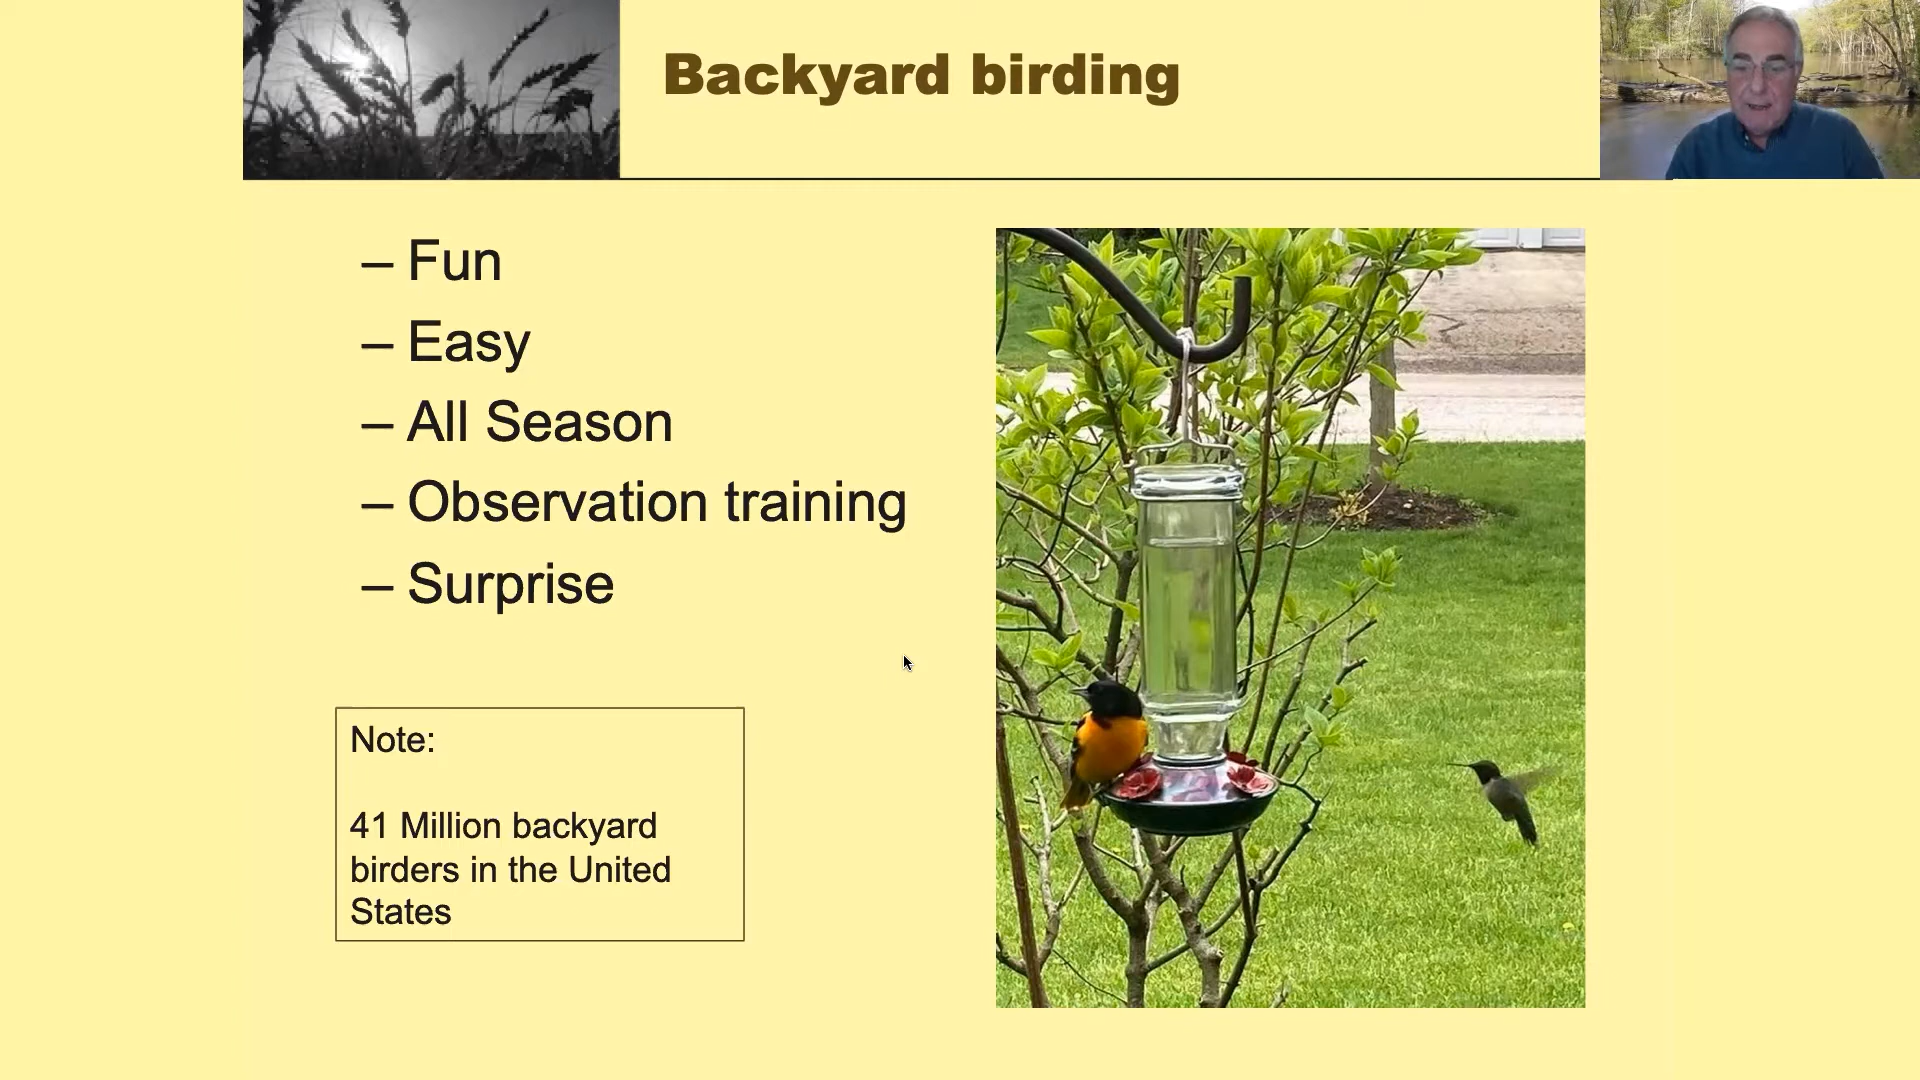 Backyard birding
– Fun
– Easy
– All Season
– Observation training
– Surprise
Note:
41 Million backyard
birders in the United
States